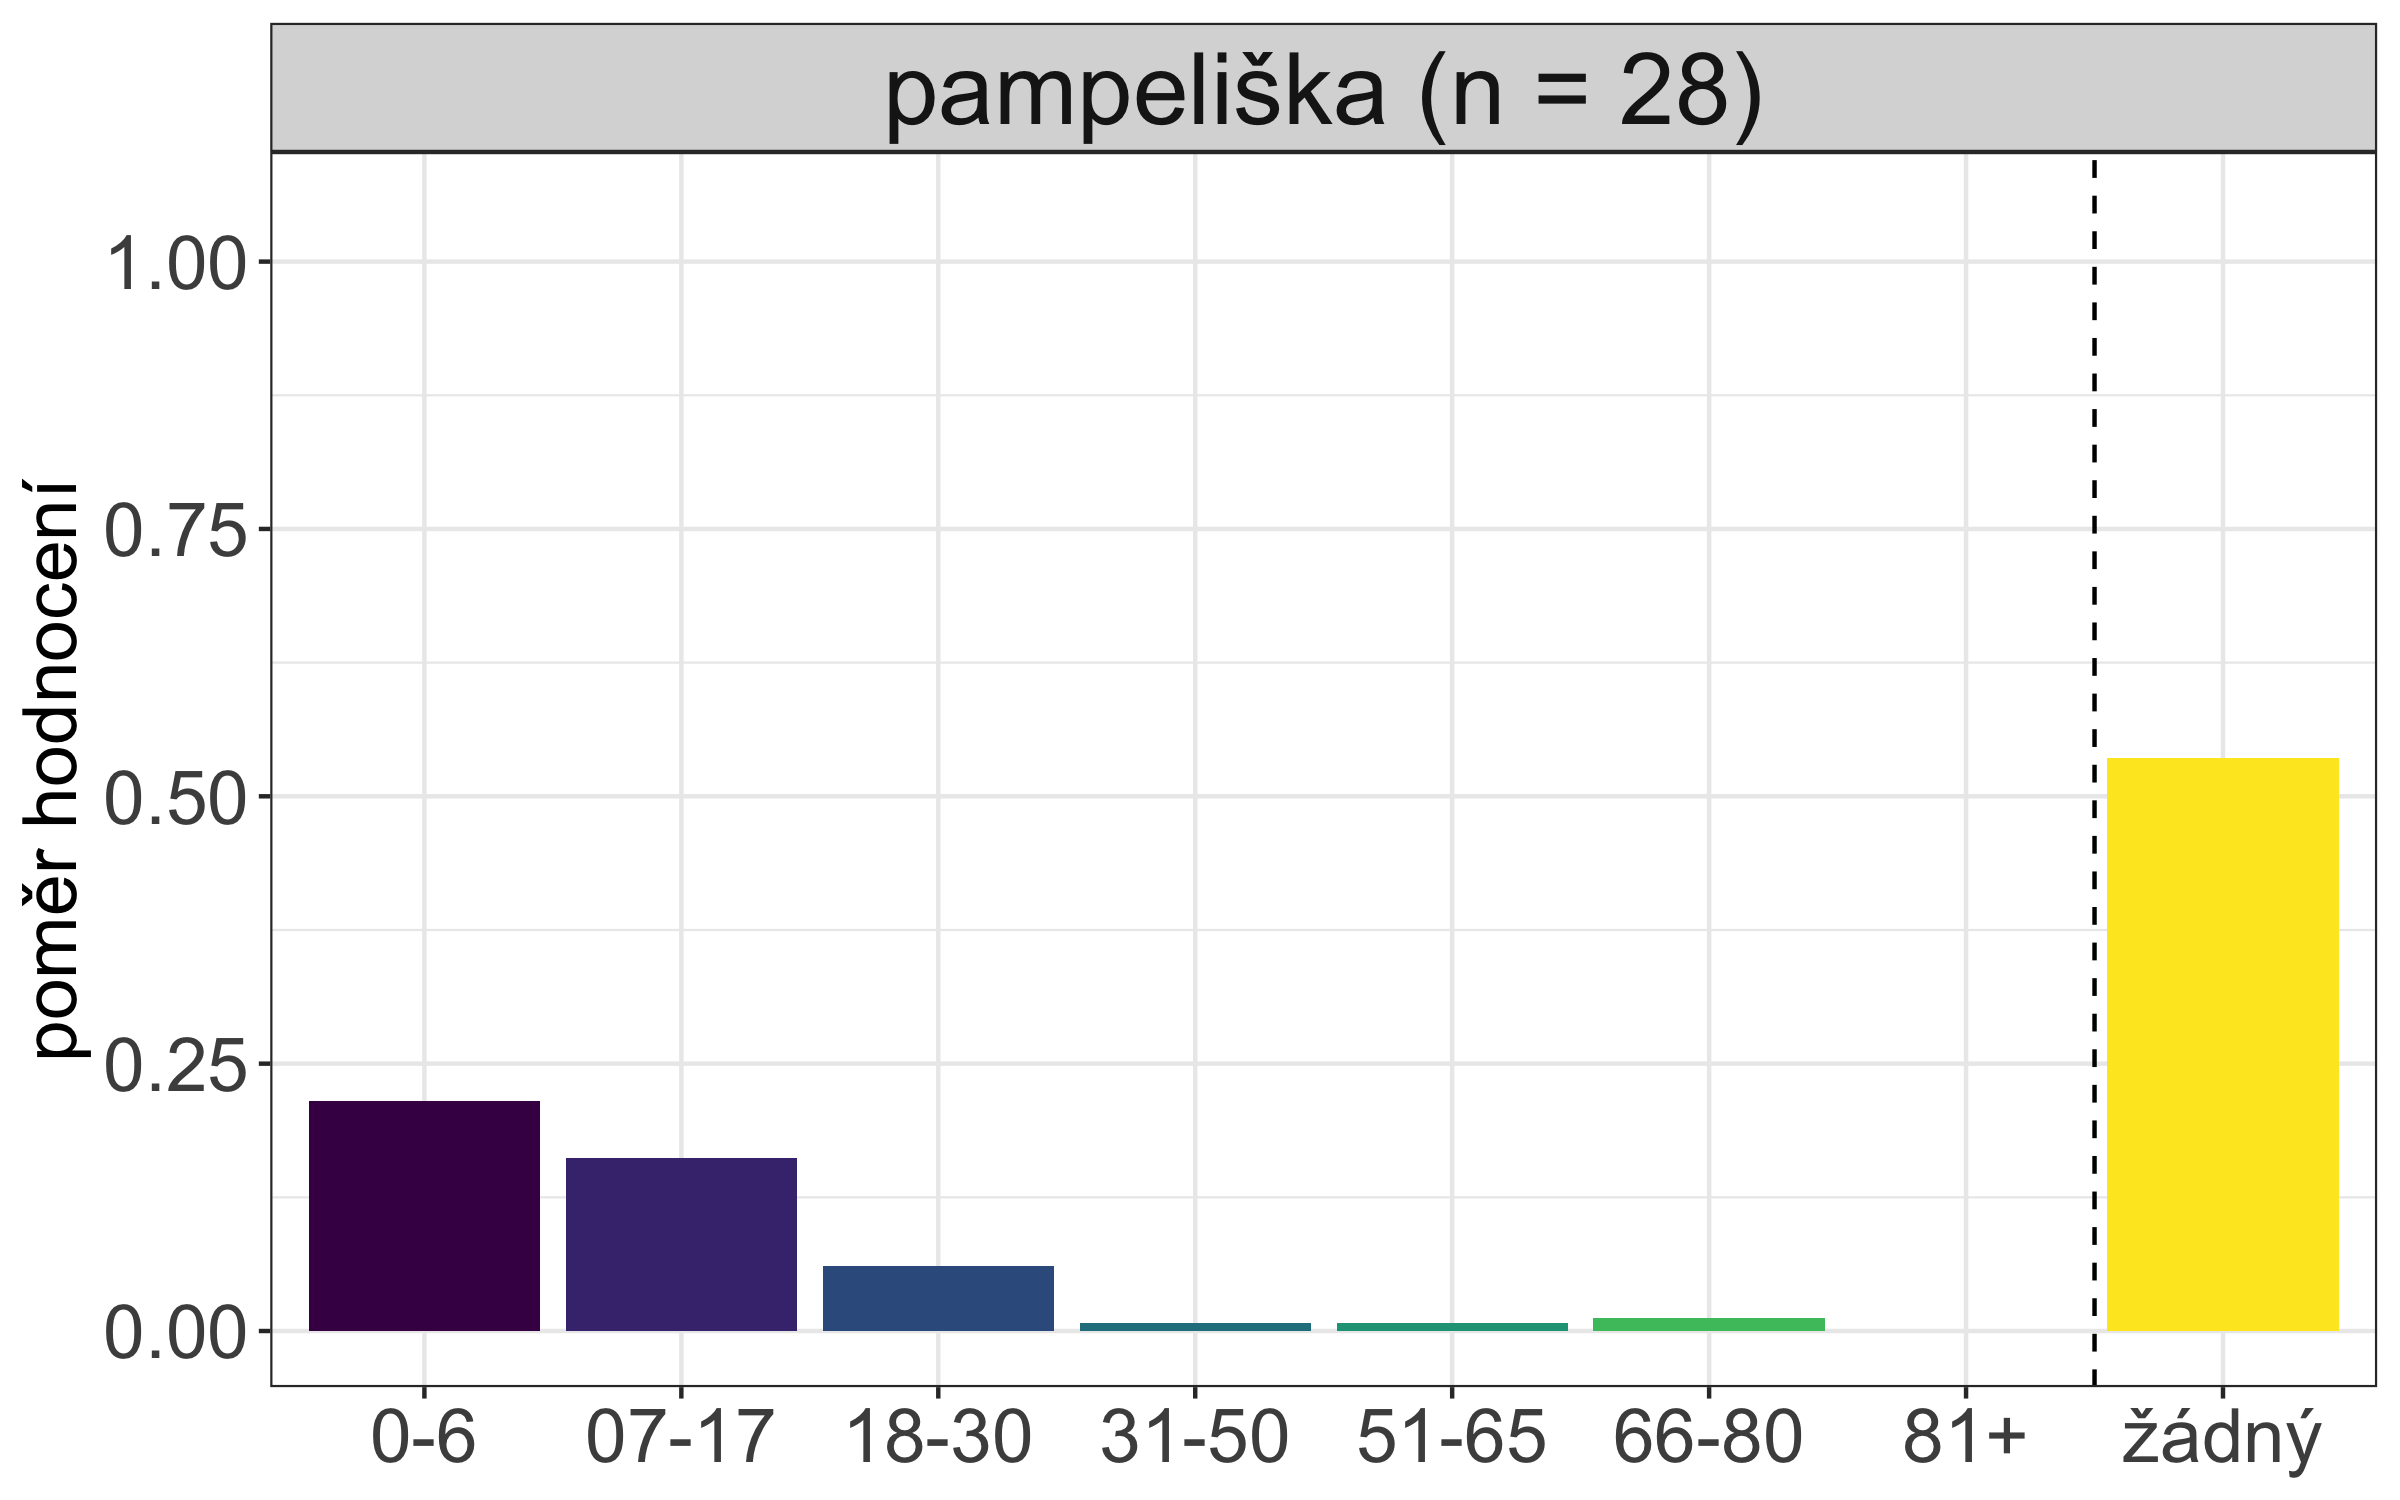 pampeliška (n = 28)
poměr hodnocení
1.00
0.75
0.50
0.25
0.00
0-6 07-17 18-30 31-50 51-65 66-80 81+ žádný